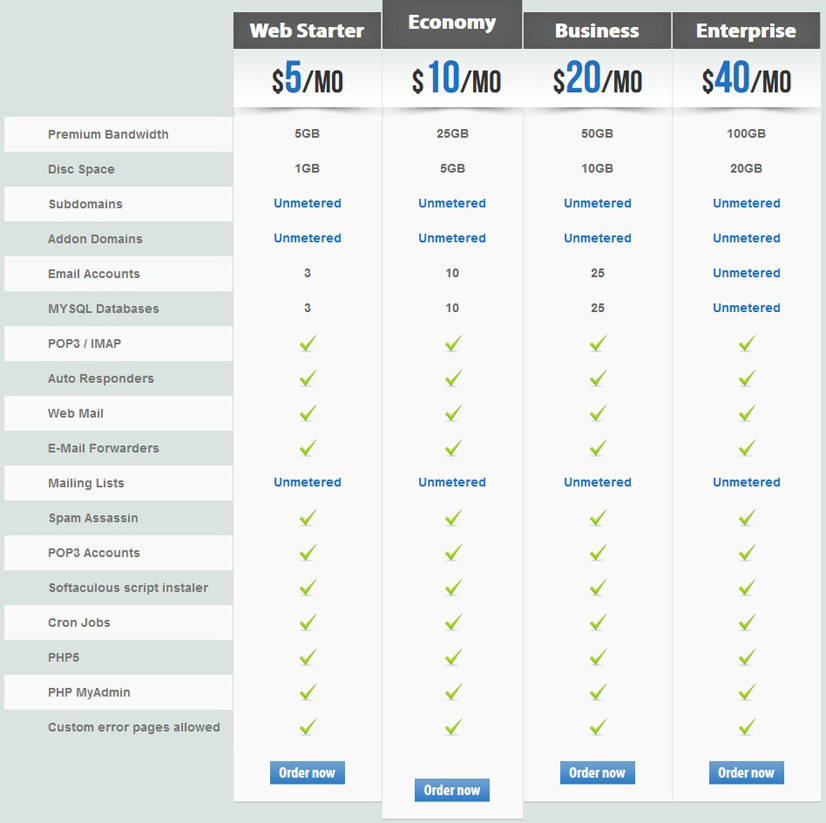 Web Starter Economy Business Enterprise
$5/MO $10/MO $20/MO $40/MO
Premium Bandwidth 5GB 25GB 50GB 100GB
Disc Space 1GB 5GB 10GB 20GB
Subdomains Unmetered Unmetered Unmetered Unmetered
Addon Domains Unmetered Unmetered Unmetered Unmetered
Email Accounts 3 10 25 Unmetered
MYSQL Databases 3 10 25 Unmetered
POP3 / IMAP
Auto Responders
Web Mail
E-Mail Forwarders
Mailing Lists Unmetered Unmetered Unmetered Unmetered
Spam Assassin
POP3 Accounts
Softaculous script instaler
Cron Jobs
PHP5
PHP MyAdmin
Custom error pages allowed
Order now Order now Order now Order now